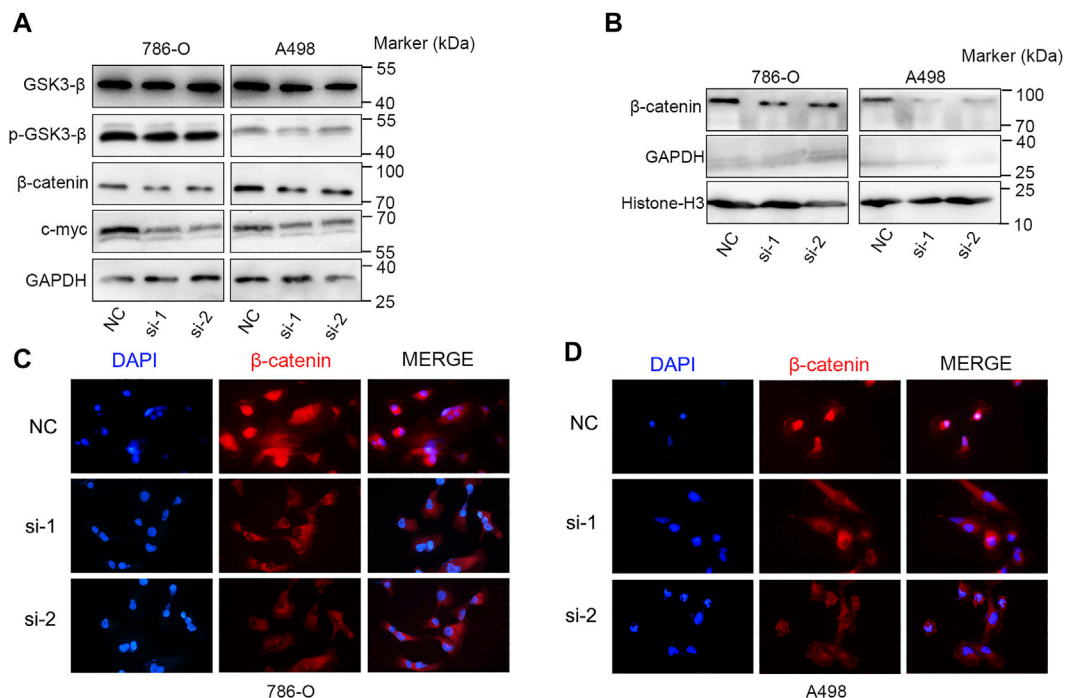 A
786-O
A498
Marker (kDa)
GSK3-β
55
40
p-GSK3-β
55
40
β-catenin
100
70
c-myc
70
55
GAPDH
40
25
NC
si-1
si-2
NC
si-1
si-2
B
Marker (kDa)
786-O
A498
β-catenin
100
70
GAPDH
40
25
Histone-H3
25
10
NC
si-1
si-2
NC
si-1
si-2
C
DAPI
β-catenin
MERGE
NC
si-1
si-2
786-O
D
DAPI
β-catenin
MERGE
NC
si-1
si-2
A498